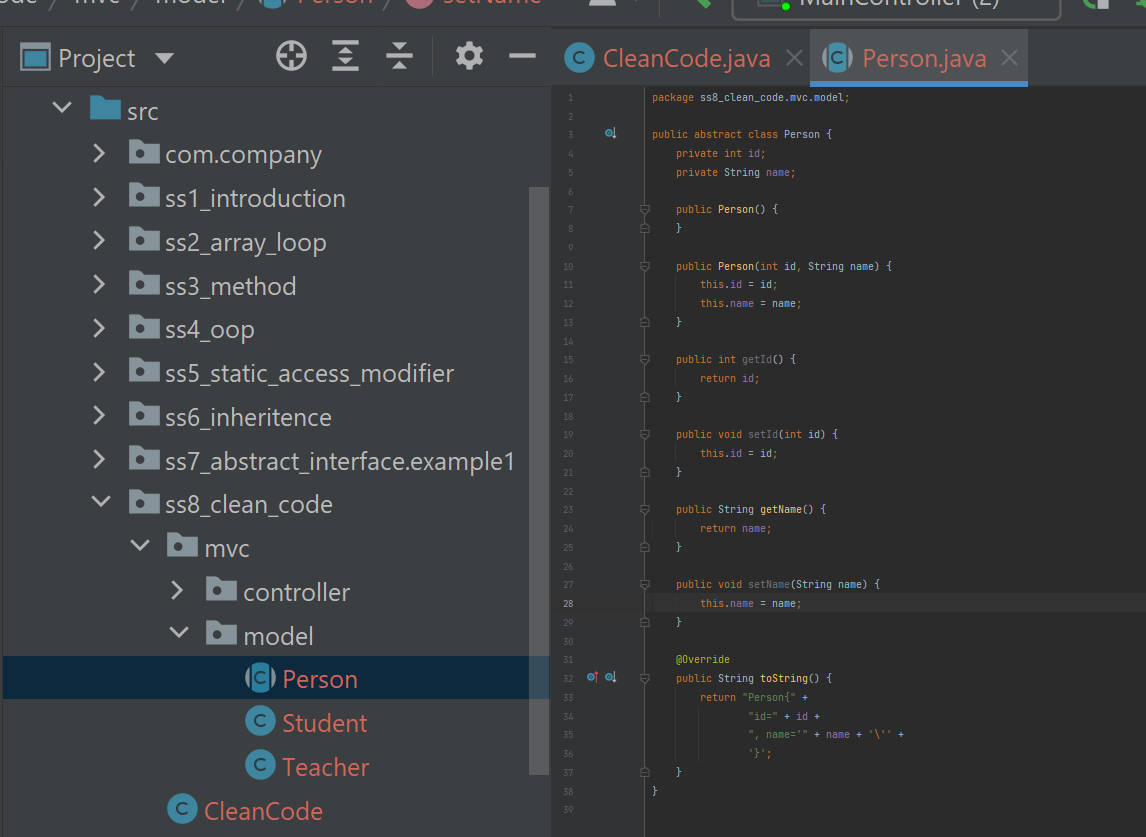 ode mvc model Person setName MainController (2)
Project
CleanCode.java Person.java
src
com.company
ss1_introduction
ss2_array_loop
ss3_method
ss4_oop
ss5_static_access_modifier
ss6_inheritence
ss7_abstract_interface.example1
ss8_clean_code
mvc
controller
model
Person
Student
Teacher
CleanCode
1 package ss8_clean_code.mvc.model;
2
3 public abstract class Person {
4 private int id;
5 private String name;
6
7 public Person() {
8 }
9
10 public Person(int id, String name) {
11 this.id = id;
12 this.name = name;
13 }
14
15 public int getId() {
16 return id;
17 }
18
19 public void setId(int id) {
20 this.id = id;
21 }
22
23 public String getName() {
24 return name;
25 }
26
27 public void setName(String name) {
28 this.name = name;
29 }
30
31 @Override
32 public String toString() {
33 return "Person{" +
34 "id=" + id +
35 ", name='" + name + '\'' +
36 '}';
37 }
38 }
39